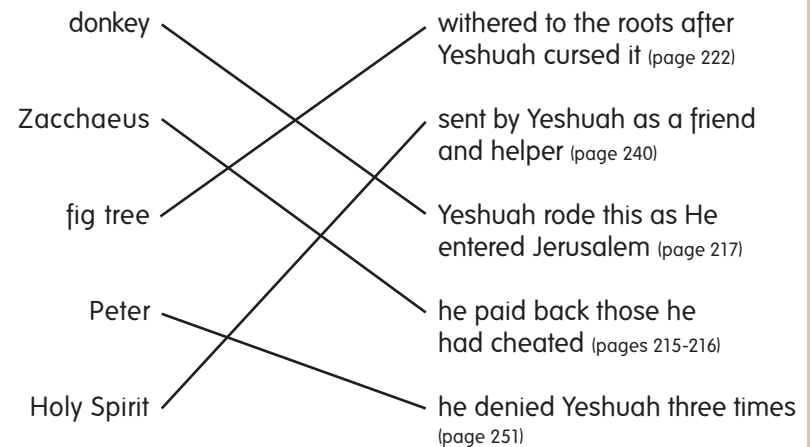 donkey
withered to the roots after
Yeshuah cursed it (page 222)
Zacchaeus
sent by Yeshuah as a friend
and helper (page 240)
fig tree
Yeshuah rode this as He
entered Jerusalem (page 217)
Peter
he paid back those he
had cheated (pages 215-216)
Holy Spirit
he denied Yeshuah three times
(page 251)